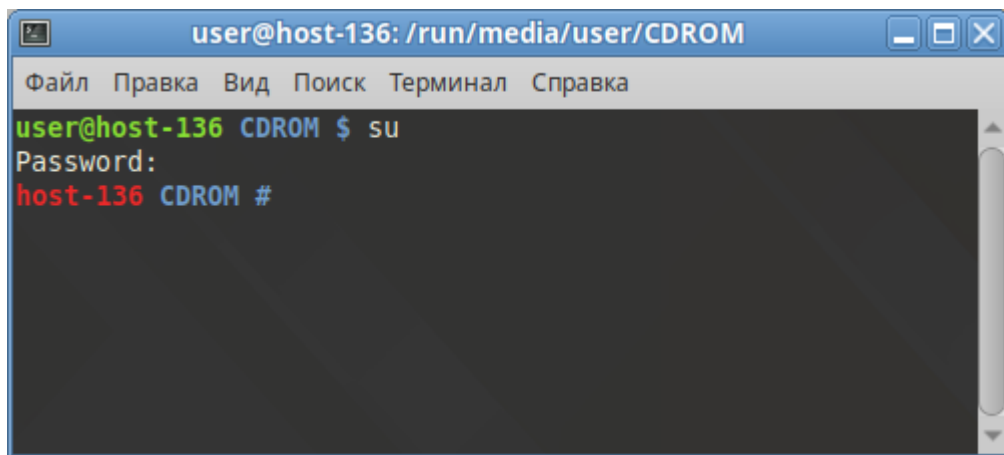 user@host-136: /run/media/user/CDROM
Файл Правка Вид Поиск Терминал Справка
user@host-136 CDROM $ su
Password:
host-136 CDROM #